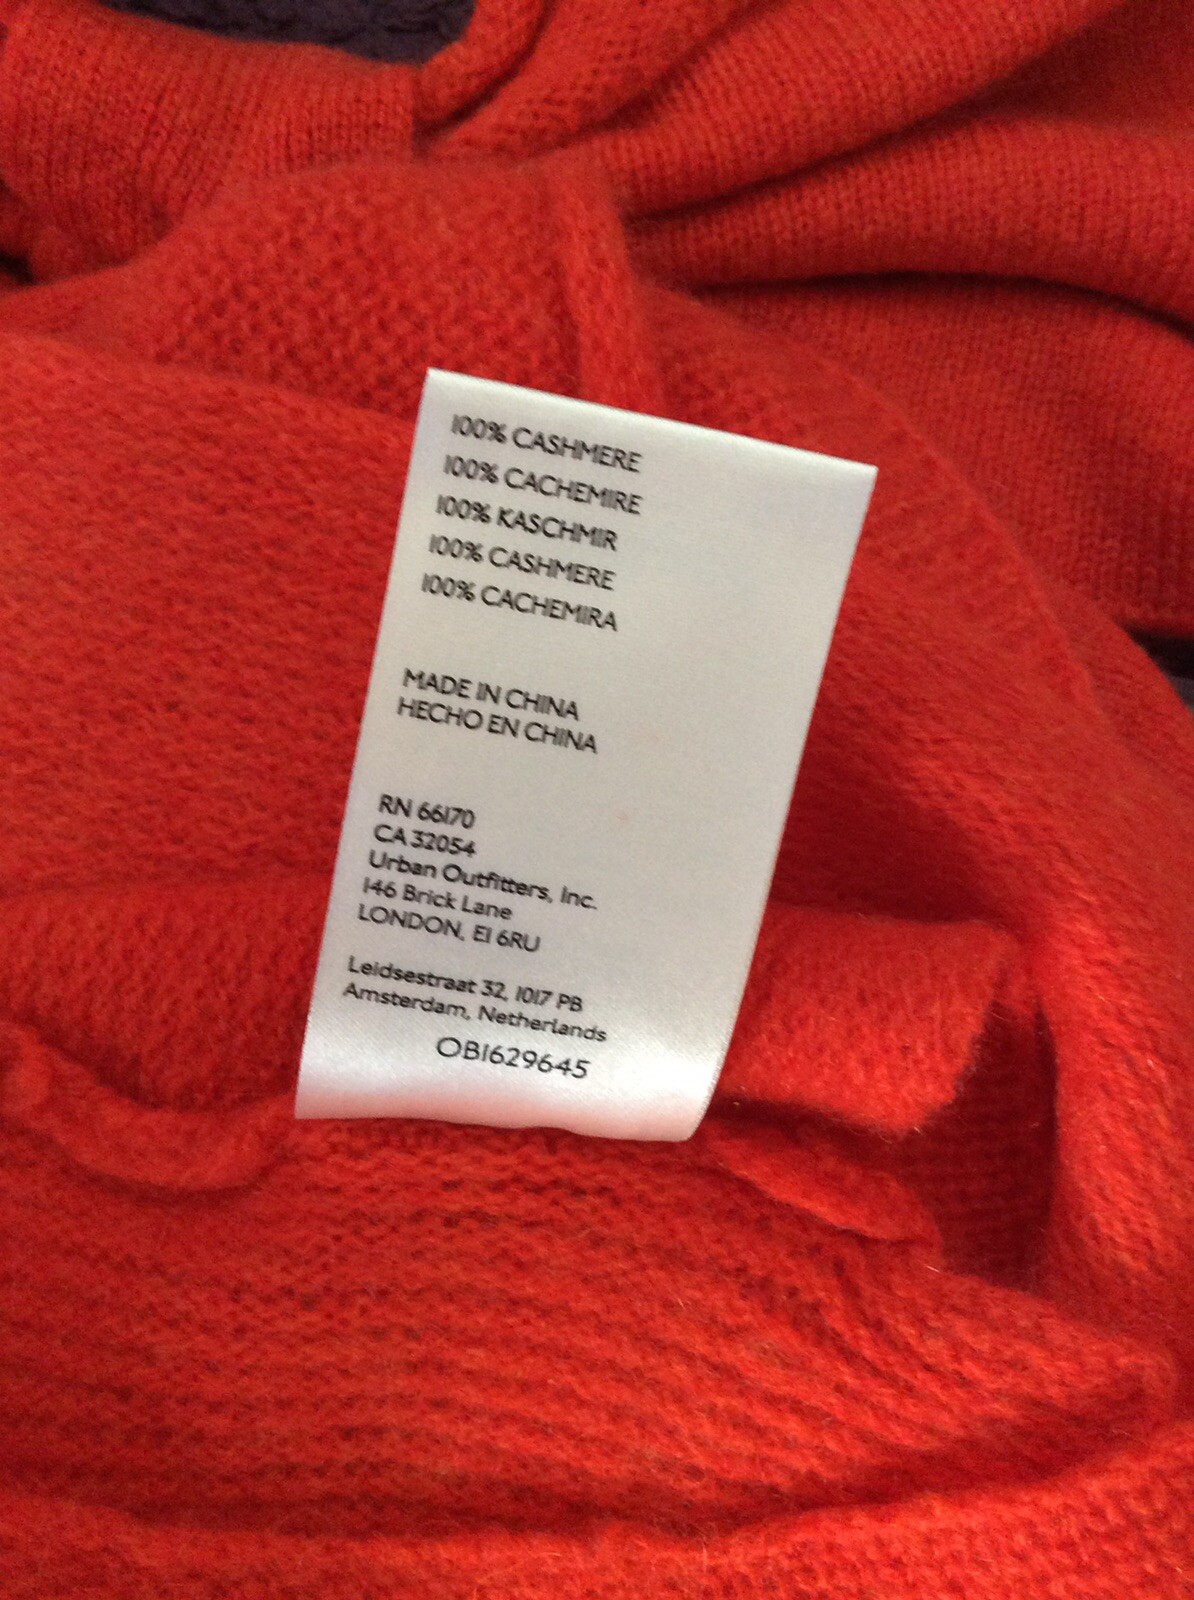 100% CASHMERE
100% CACHEMIRE
100% KASCHMIR
100% CASHMERE
100% CACHEMIRA
MADE IN CHINA
HECHO EN CHINA
RN 66170
CA 32054
Urban Outfitters, Inc.
146 Brick Lane
LONDON, E1 6RU
Leidsestraat 32, 1017 PB
Amsterdam, Netherlands
OB1629645